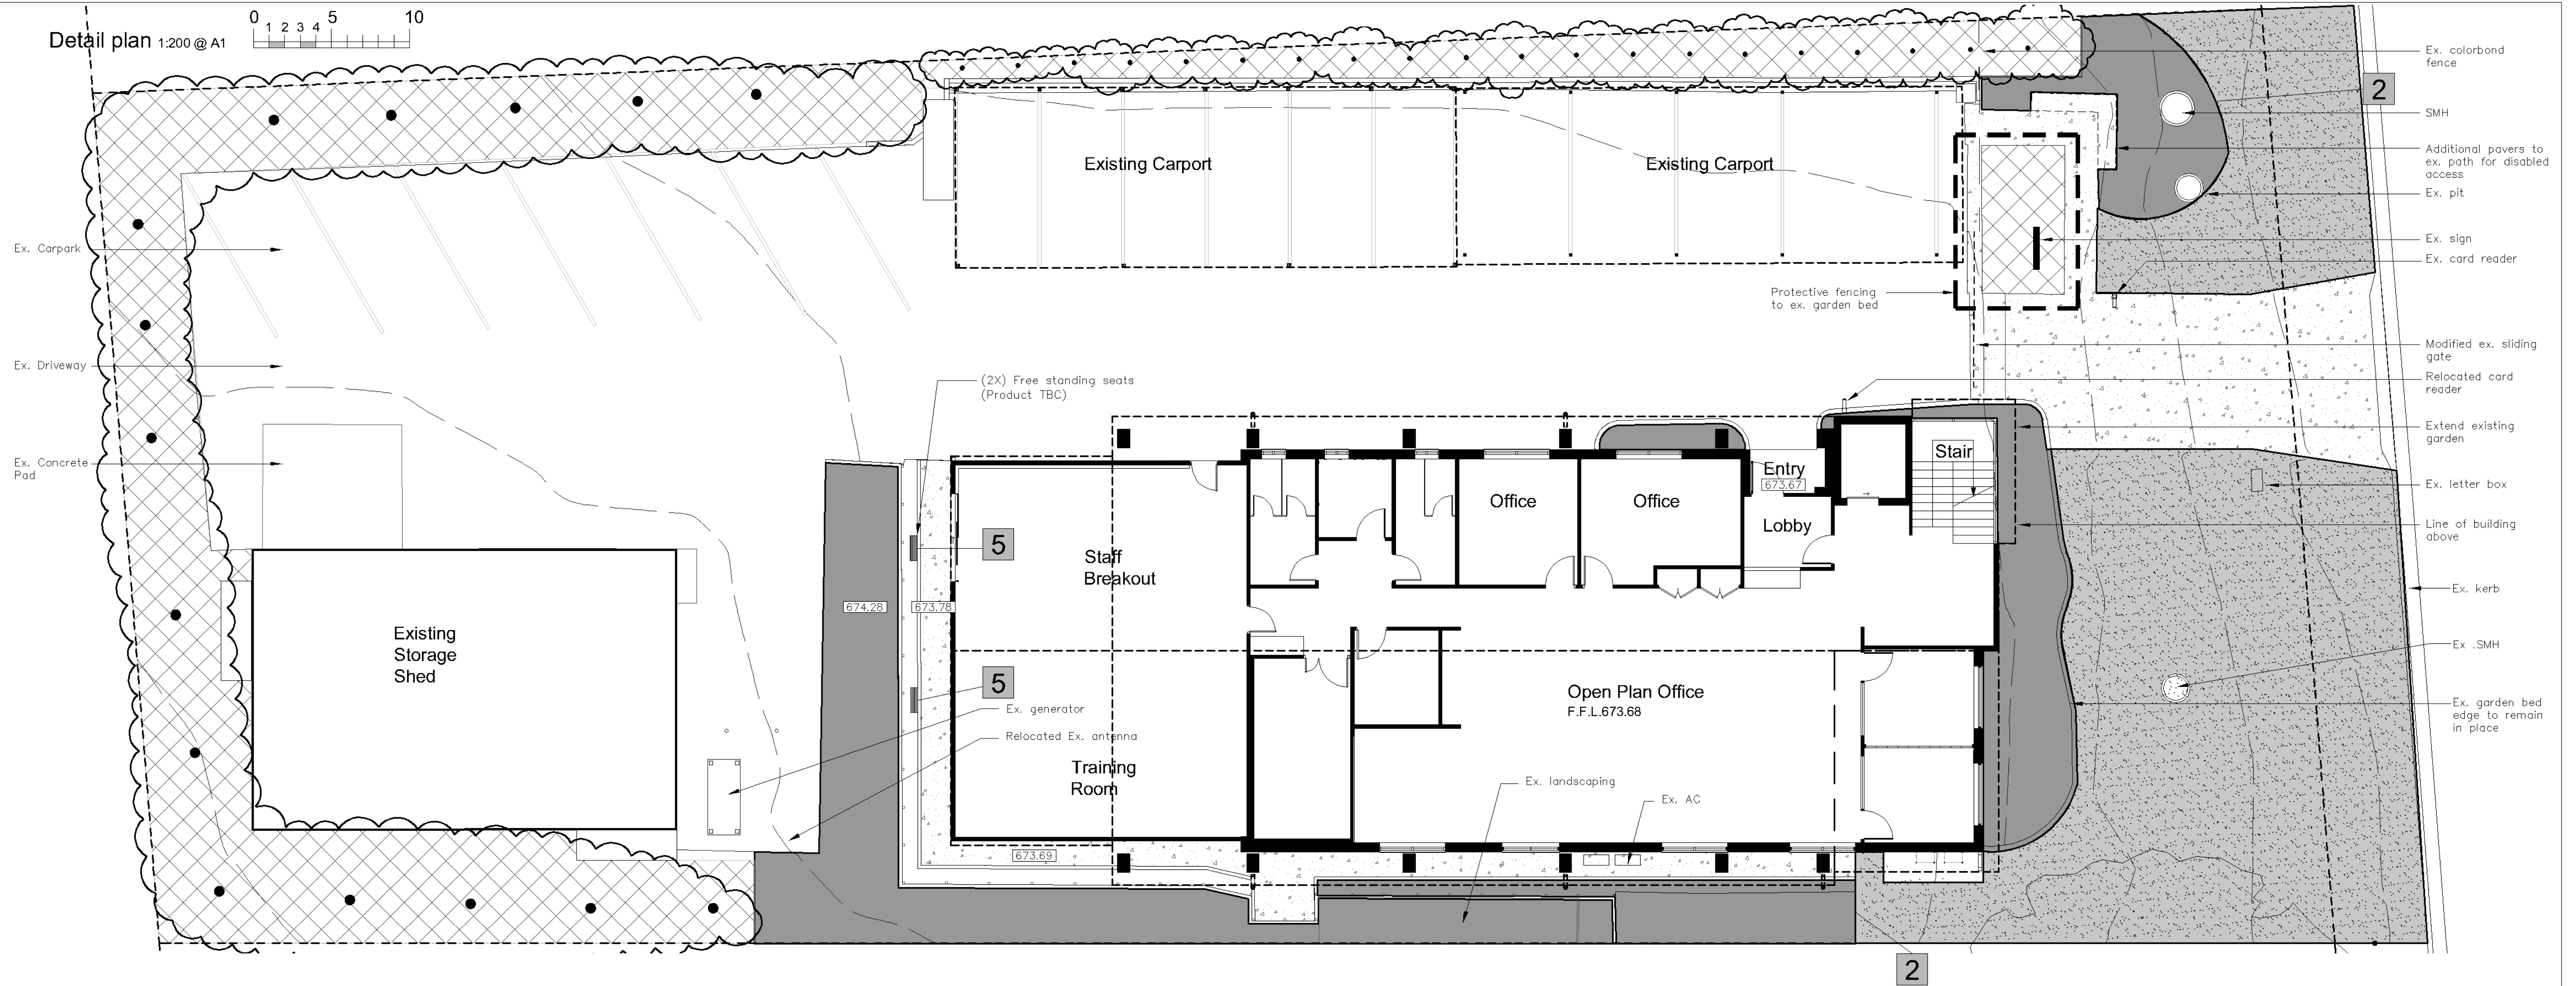 Detail plan 1:200 @ A1
0 1 2 3 4 5 10
Ex. colorbond
fence
2
SMH
Additional pavers to
ex. path for disabled
access
Ex. pit
Ex. sign
Ex. card reader
Existing Carport
Existing Carport
Protective fencing
to ex. garden bed
Modified ex. sliding
gate
Relocated card
reader
Extend existing
garden
Ex. letter box
Line of building
above
Ex. kerb
Ex .SMH
Ex. garden bed
edge to remain
in place
Ex. Carpark
Ex. Driveway
Ex. Concrete
Pad
(2X) Free standing seats
(Product TBC)
Stair
Entry
673.67
Office
Office
Lobby
5
Staff
Breakout
674.28
673.78
Existing
Storage
Shed
5
Ex. generator
Relocated Ex. antenna
Open Plan Office
F.F.L.673.68
Training
Room
Ex. landscaping
Ex. AC
673.69
2